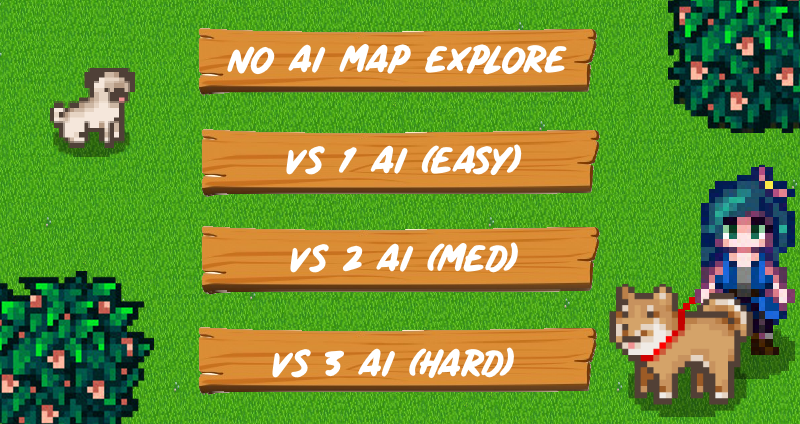 NO AI MAP EXPLORE
VS 1 AI (EASY)
VS 2 AI (MED)
VS 3 AI (HARD)